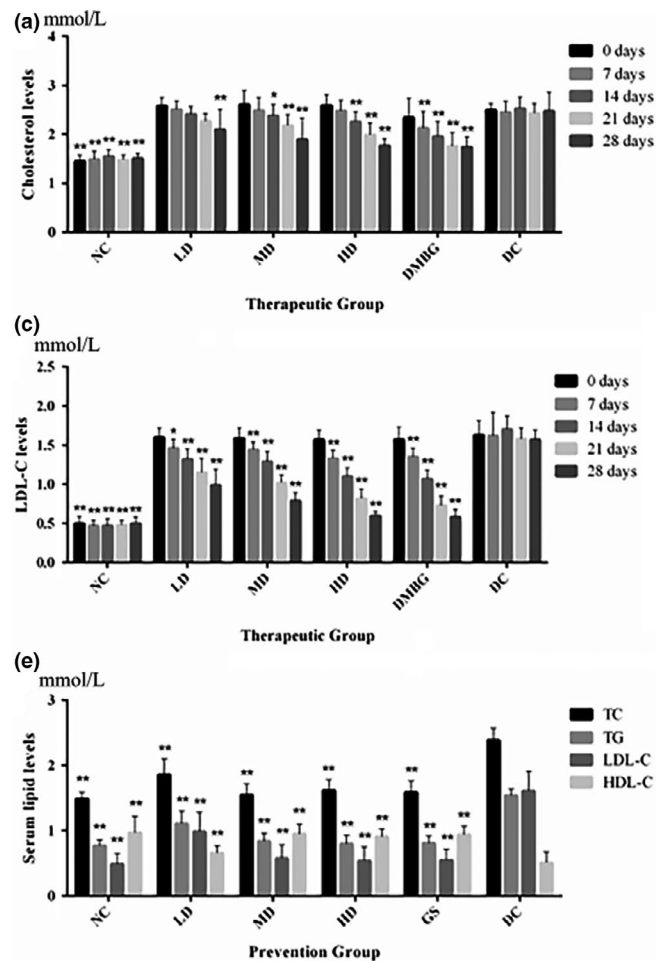 (a) mmol/L
Cholesterol levels
4
3
2
1
0
** ** ** ** **
**
* ** **
** ** **
** ** ** **
NC LD MD HD DMBG DC
Therapeutic Group
0 days
7 days
14 days
21 days
28 days
(c)
mmol/L
LDL-C levels
2.5
2.0
1.5
1.0
0.5
0.0
** ** ** ** **
* ** ** **
** ** ** **
** ** ** **
** ** ** **
NC LD MD HD DMBG DC
Therapeutic Group
0 days
7 days
14 days
21 days
28 days
(e)
mmol/L
Serum lipid levels
3
2
1
0
** ** ** **
** ** ** **
** ** ** **
** ** ** **
** ** ** **
NC LD MD HD GS DC
Prevention Group
TC
TG
LDL-C
HDL-C